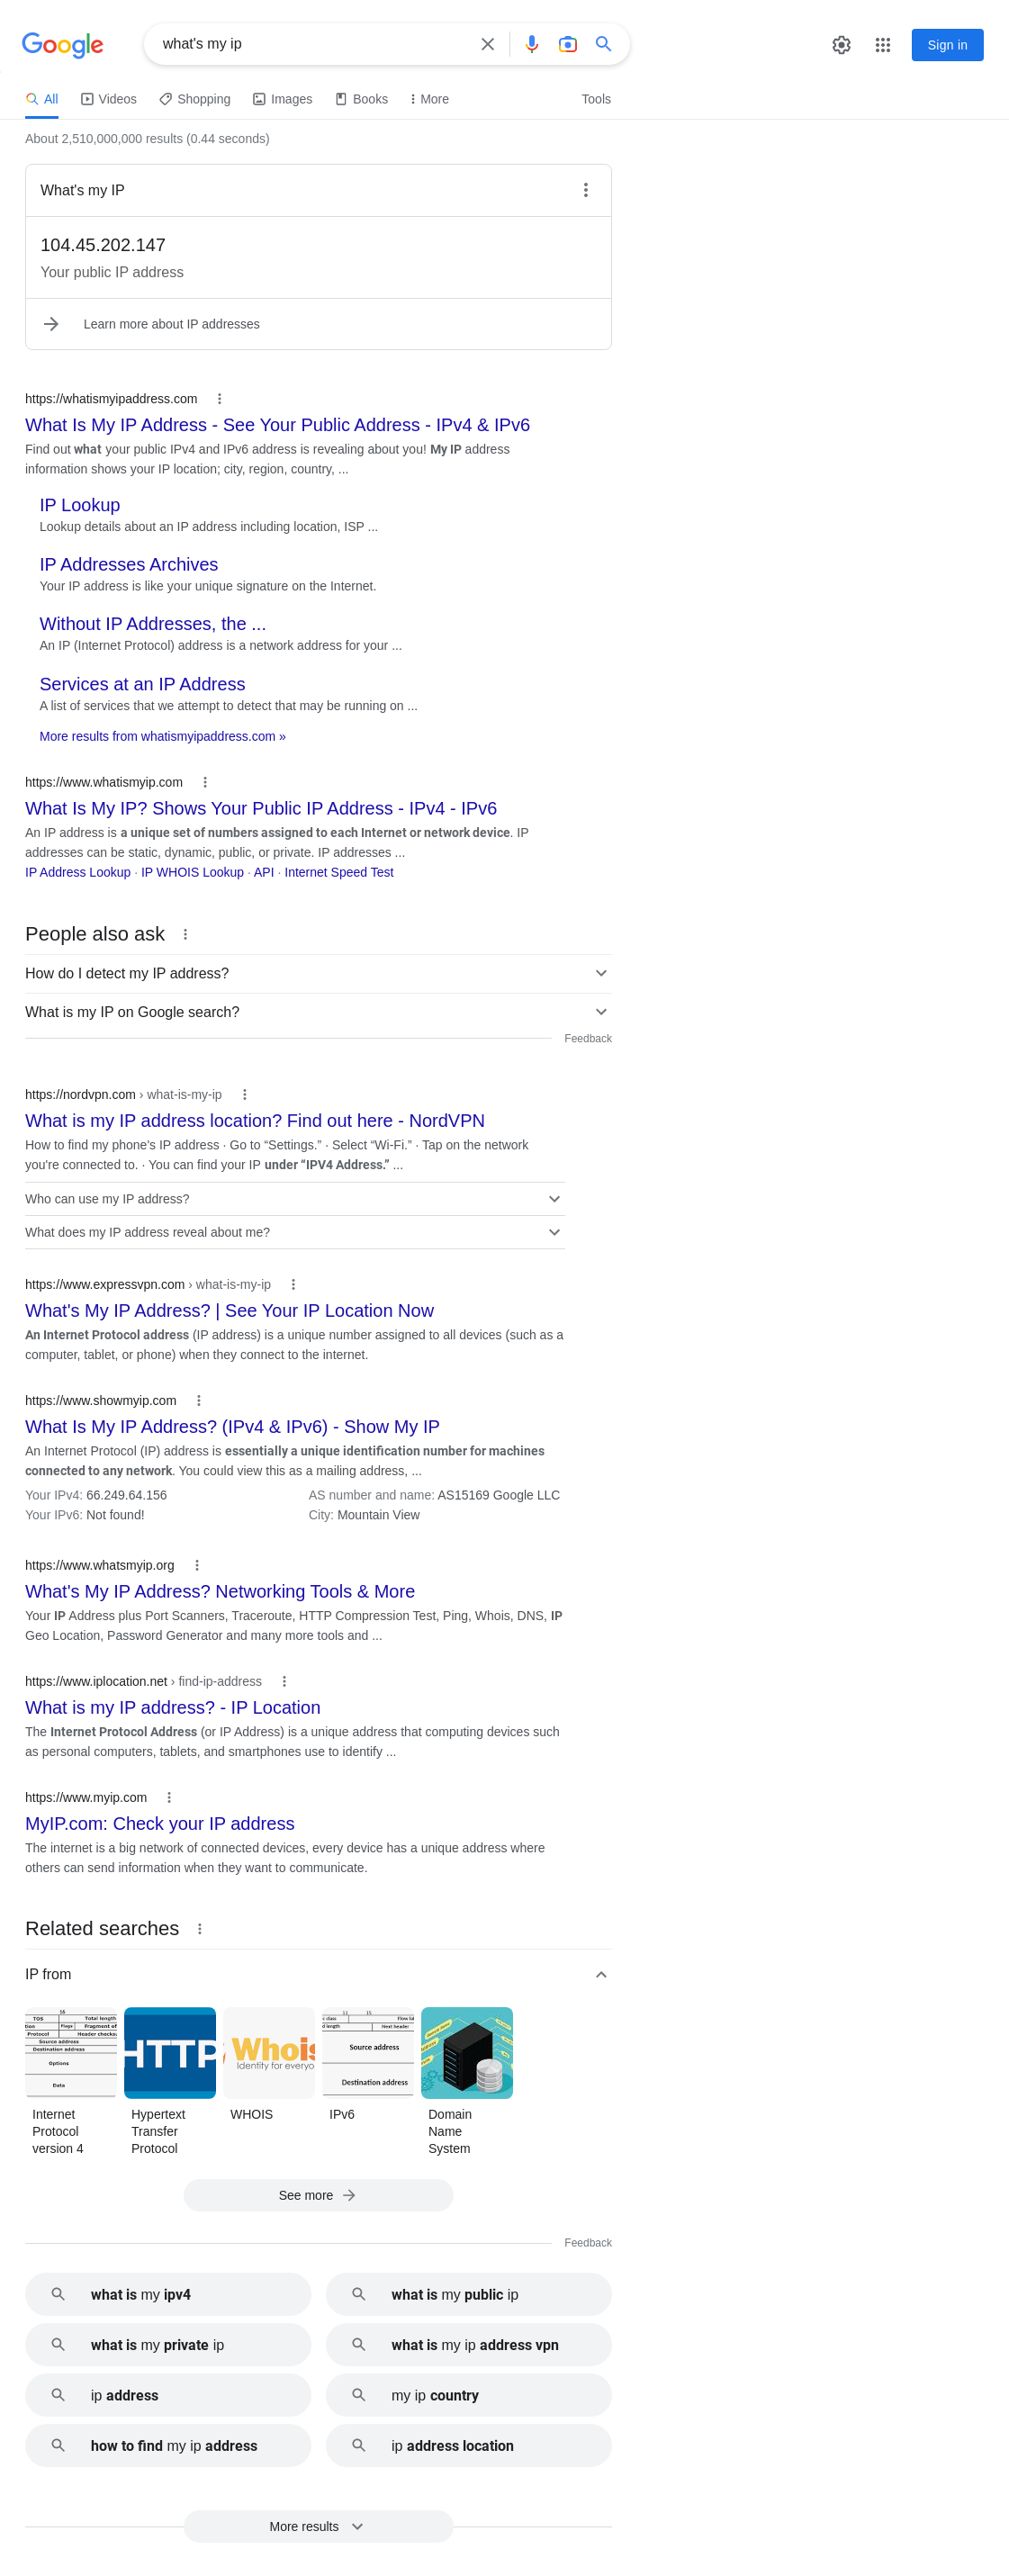 Google
what's my ip
Sign in
All
Videos
Shopping
Images
Books
More
Tools
About 2,510,000,000 results (0.44 seconds)
What's my IP
104.45.202.147
Your public IP address
Learn more about IP addresses
https://whatismyipaddress.com
What Is My IP Address - See Your Public Address - IPv4 & IPv6
Find out what your public IPv4 and IPv6 address is revealing about you! My IP address
information shows your IP location; city, region, country, ...
IP Lookup
Lookup details about an IP address including location, ISP ...
IP Addresses Archives
Your IP address is like your unique signature on the Internet.
Without IP Addresses, the ...
An IP (Internet Protocol) address is a network address for your ...
Services at an IP Address
A list of services that we attempt to detect that may be running on ...
More results from whatismyipaddress.com »
https://www.whatismyip.com
What Is My IP? Shows Your Public IP Address - IPv4 - IPv6
An IP address is a unique set of numbers assigned to each Internet or network device. IP
addresses can be static, dynamic, public, or private. IP addresses ...
IP Address Lookup · IP WHOIS Lookup · API · Internet Speed Test
People also ask
How do I detect my IP address?
What is my IP on Google search?
Feedback
https://nordvpn.com › what-is-my-ip
What is my IP address location? Find out here - NordVPN
How to find my phone's IP address · Go to “Settings.” · Select “Wi-Fi.” · Tap on the network
you're connected to. · You can find your IP under “IPV4 Address.” ...
Who can use my IP address?
What does my IP address reveal about me?
https://www.expressvpn.com › what-is-my-ip
What's My IP Address? | See Your IP Location Now
An Internet Protocol address (IP address) is a unique number assigned to all devices (such as a
computer, tablet, or phone) when they connect to the internet.
https://www.showmyip.com
What Is My IP Address? (IPv4 & IPv6) - Show My IP
An Internet Protocol (IP) address is essentially a unique identification number for machines
connected to any network. You could view this as a mailing address, ...
Your IPv4: 66.249.64.156 AS number and name: AS15169 Google LLC
Your IPv6: Not found! City: Mountain View
https://www.whatsmyip.org
What's My IP Address? Networking Tools & More
Your IP Address plus Port Scanners, Traceroute, HTTP Compression Test, Ping, Whois, DNS, IP
Geo Location, Password Generator and many more tools and ...
https://www.iplocation.net › find-ip-address
What is my IP address? - IP Location
The Internet Protocol Address (or IP Address) is a unique address that computing devices such
as personal computers, tablets, and smartphones use to identify ...
https://www.myip.com
MyIP.com: Check your IP address
The internet is a big network of connected devices, every device has a unique address where
others can send information when they want to communicate.
Related searches
IP from
16
TOS Total length
Flags Fragment of
Protocol Header checks
Source address
Destination address
Options
Data
HTTP
Whois
Identity for everyo
Next header
Source address
Destination address
Internet
Protocol
version 4
Hypertext
Transfer
Protocol
WHOIS
IPv6
Domain
Name
System
See more
Feedback
what is my ipv4
what is my public ip
what is my private ip
what is my ip address vpn
ip address
my ip country
how to find my ip address
ip address location
More results